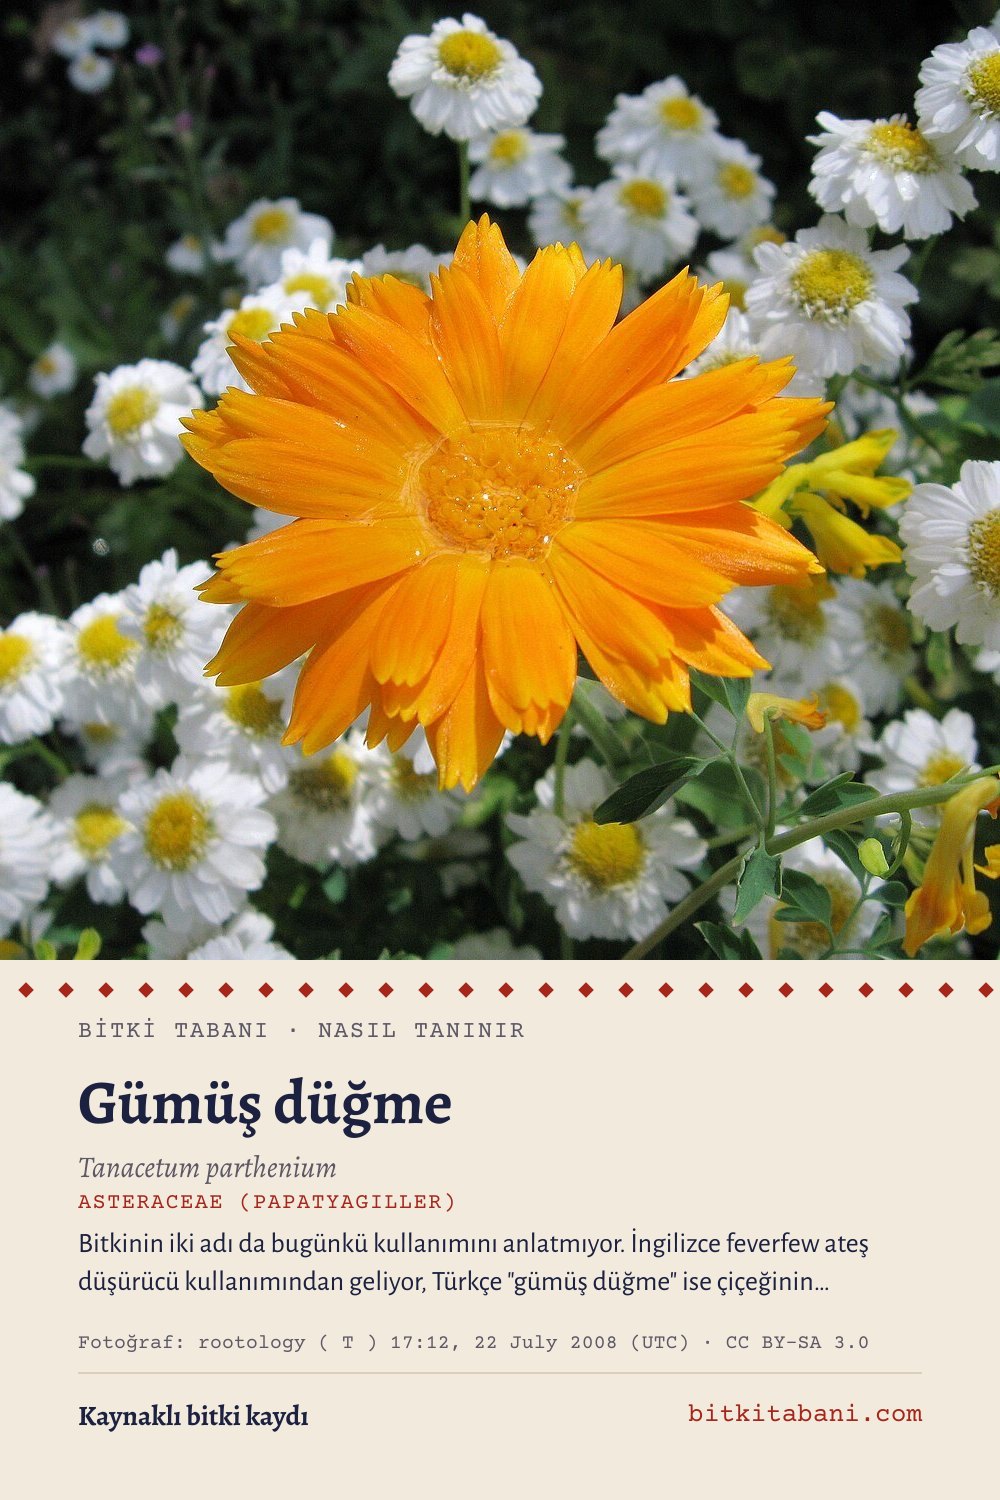 BİTKİ TABANI · NASIL TANINIR
Gümüş düğme
Tanacetum parthenium
ASTERACEAE (PAPATYAGILLER)
Bitkinin iki adı da bugünkü kullanımını anlatmıyor. İngilizce feverfew ateş
düşürücü kullanımından geliyor, Türkçe "gümüş düğme" ise çiçeğinin…
Fotoğraf: rootology ( T ) 17:12, 22 July 2008 (UTC) · CC BY-SA 3.0
Kaynaklı bitki kaydı
bitkitabani.com